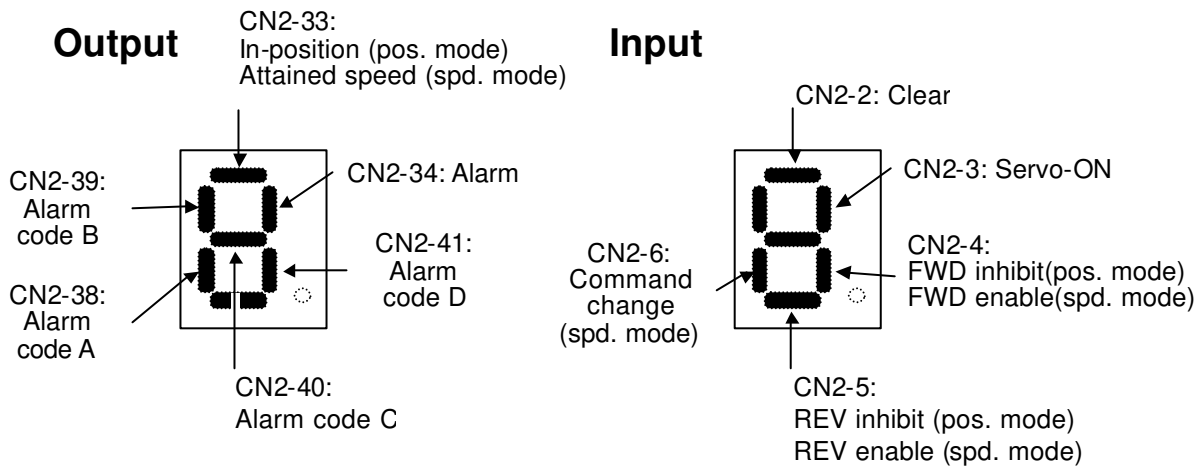 Output
CN2-33:
In-position (pos. mode)
Attained speed (spd. mode)
CN2-39:
Alarm
code B
CN2-34: Alarm
CN2-41:
Alarm
code D
CN2-38:
Alarm
code A
CN2-40:
Alarm code C
Input
CN2-2: Clear
CN2-3: Servo-ON
CN2-6:
Command
change
(spd. mode)
CN2-4:
FWD inhibit(pos. mode)
FWD enable(spd. mode)
CN2-5:
REV inhibit (pos. mode)
REV enable (spd. mode)